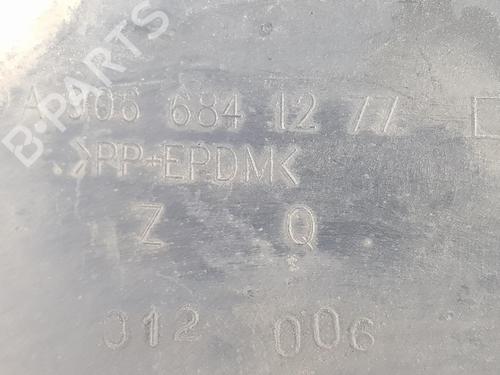 B-PARTS
A 906 684 12 77
>PP+EPDM<
Z Q
012 006